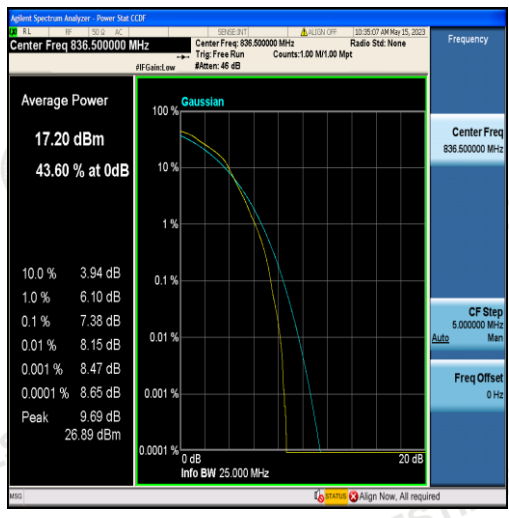 Agilent Spectrum Analyzer - Power Stat CCDF
RL RF 50 Ω AC SENSE:INT ALIGN OFF 10:35:07 AM May 15, 2023
Center Freq 836.500000 MHz
Center Freq: 836.500000 MHz Radio Std: None
Trig: Free Run Counts:1.00 M/1.00 Mpt
#IFGain:Low #Atten: 46 dB
Frequency
Average Power
17.20 dBm
43.60 % at 0dB
10.0 % 3.94 dB
1.0 % 6.10 dB
0.1 % 7.38 dB
0.01 % 8.15 dB
0.001 % 8.47 dB
0.0001 % 8.65 dB
Peak 9.69 dB
26.89 dBm
Gaussian
100 %
10 %
1 %
0.1 %
0.01 %
0.001 %
0.0001 %
0 dB 20 dB
Info BW 25.000 MHz
Center Freq
836.500000 MHz
CF Step
5.000000 MHz
Auto Man
Freq Offset
0 Hz
MSG STATUS Align Now, All required